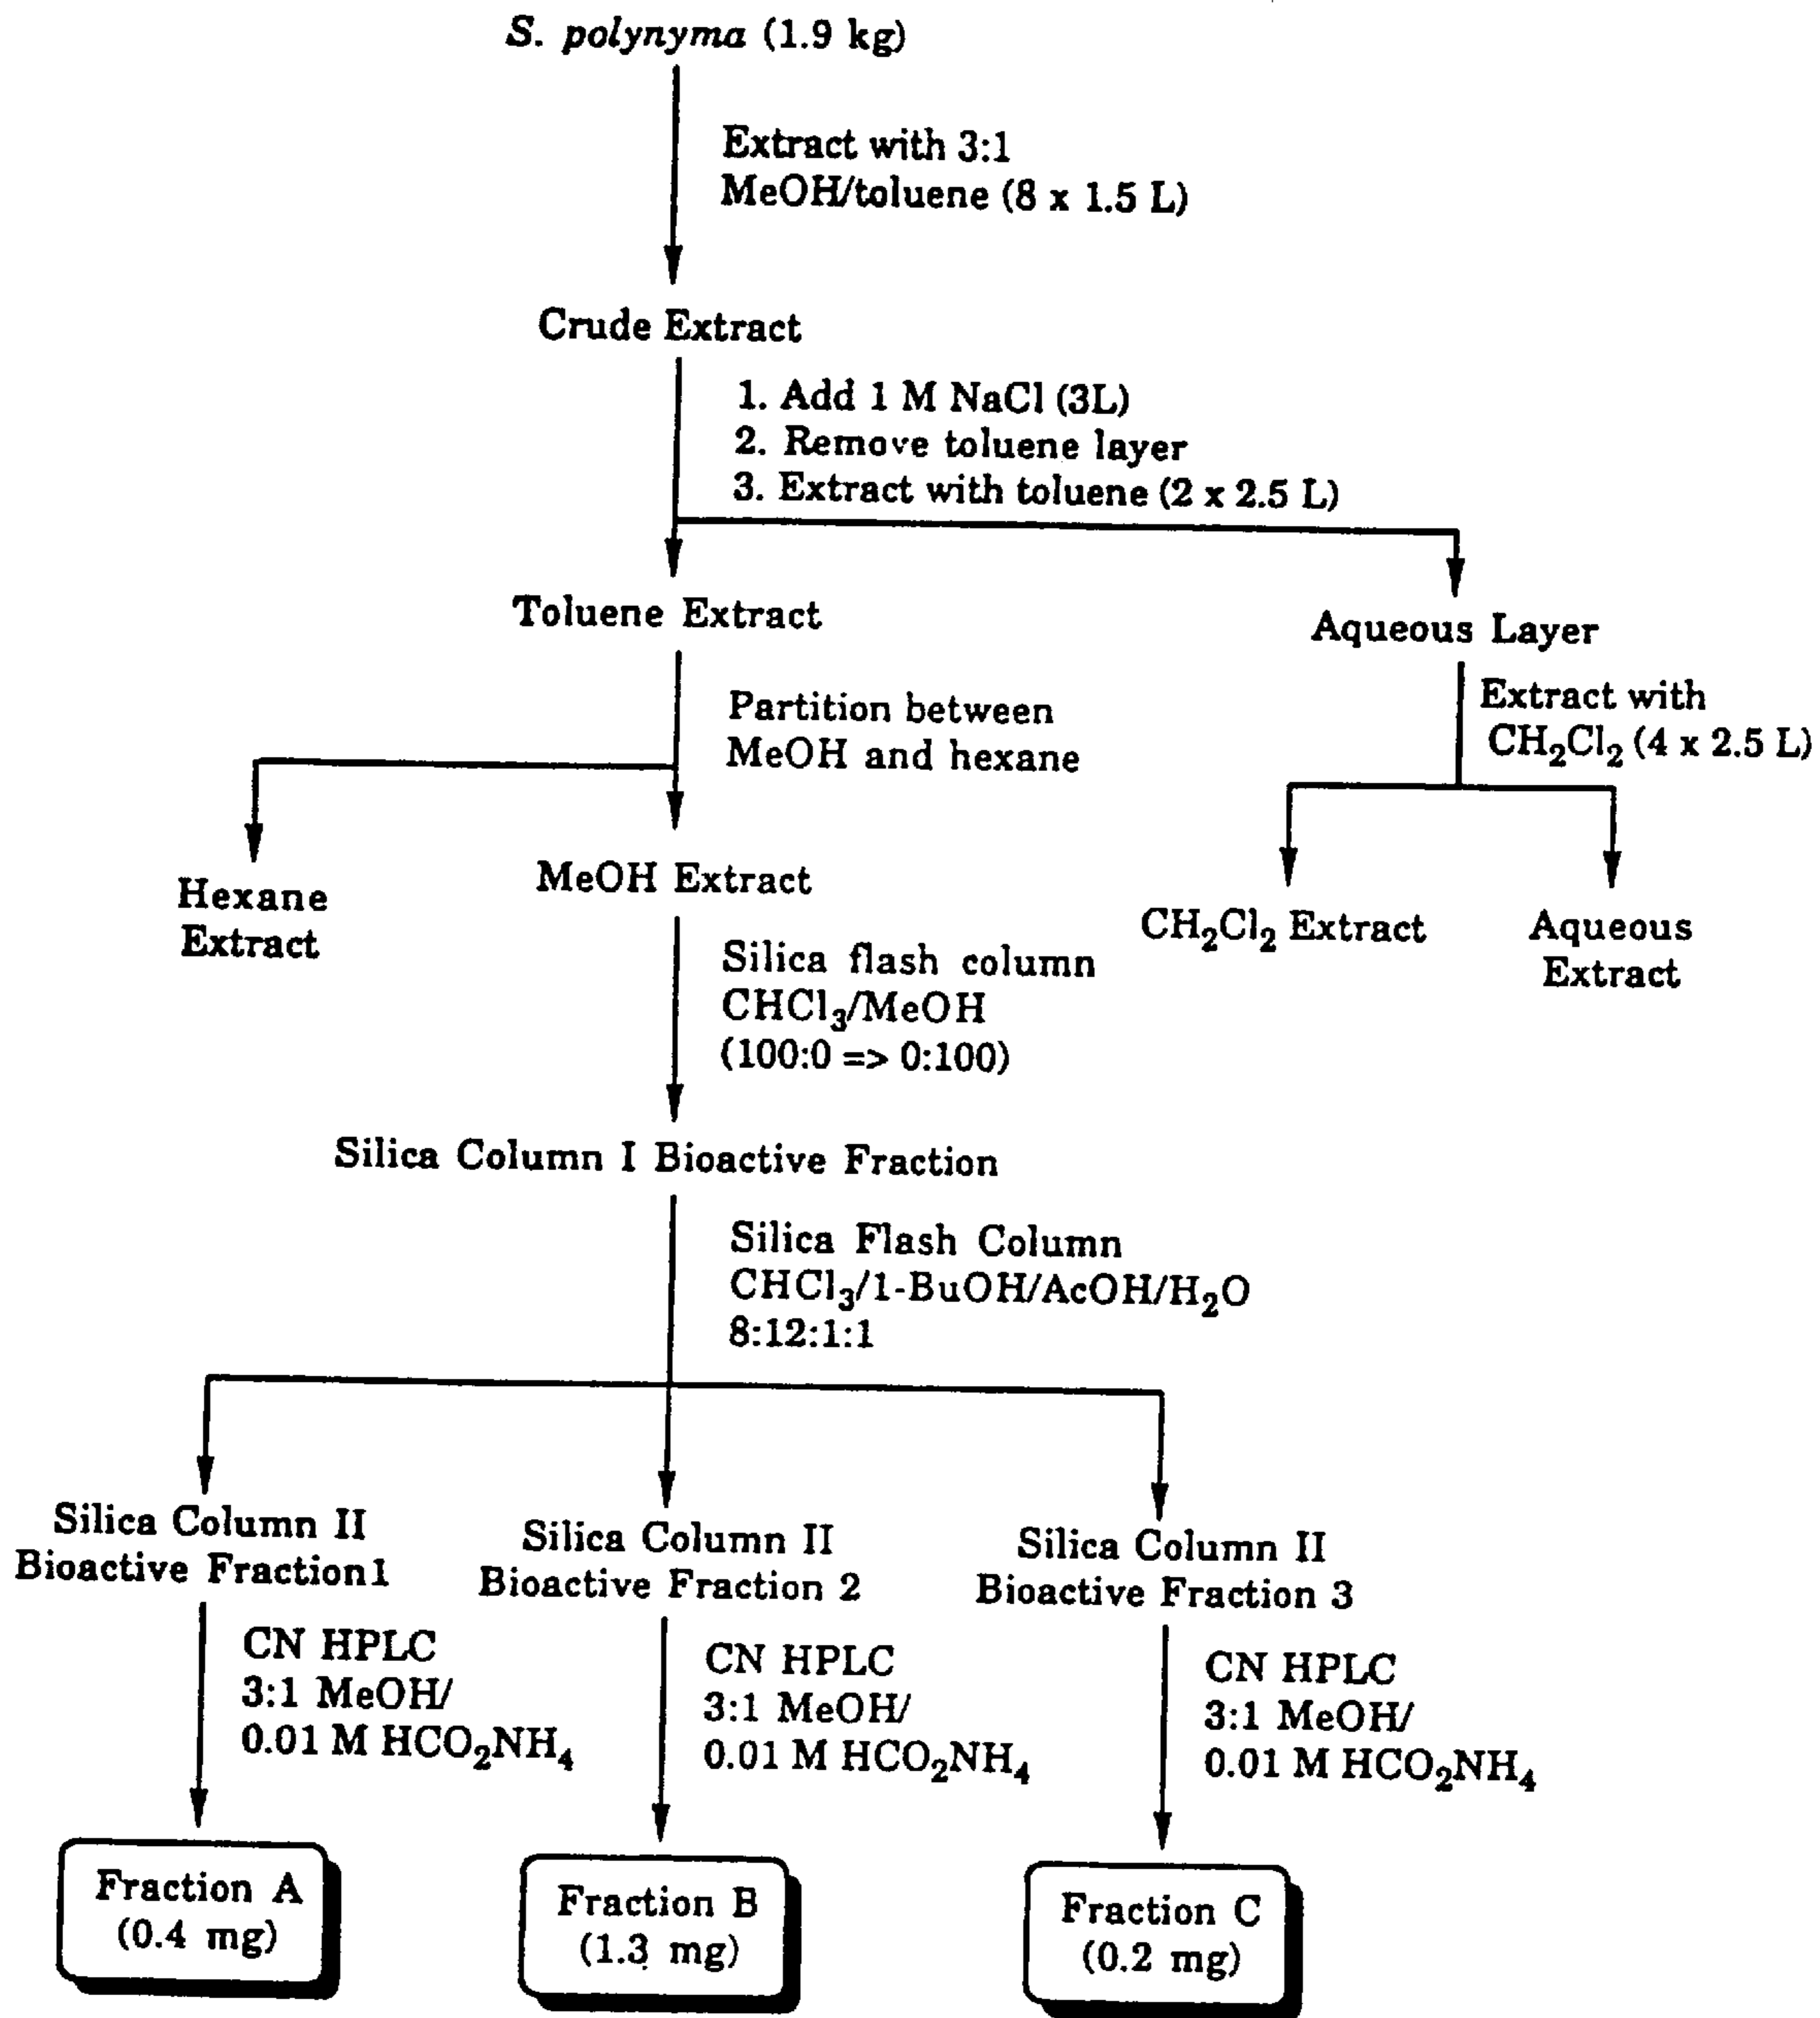 S. polynyma (1.9 kg)
Extract with 3:1
MeOH/toluene (8 x 1.5 L)
Crude Extract
1. Add 1 M NaCl (3L)
2. Remove toluene layer
3. Extract with toluene (2 x 2.5 L)
Toluene Extract
Aqueous Layer
Partition between
MeOH and hexane
Extract with
CH₂Cl₂ (4 x 2.5 L)
Hexane
Extract
MeOH Extract
CH₂Cl₂ Extract
Aqueous
Extract
Silica flash column
CHCl₃/MeOH
(100:0 => 0:100)
Silica Column I Bioactive Fraction
Silica Flash Column
CHCl₃/1-BuOH/AcOH/H₂O
8:12:1:1
Silica Column II
Bioactive Fraction1
Silica Column II
Bioactive Fraction 2
Silica Column II
Bioactive Fraction 3
CN HPLC
3:1 MeOH/
0.01 M HCO₂NH₄
CN HPLC
3:1 MeOH/
0.01 M HCO₂NH₄
CN HPLC
3:1 MeOH/
0.01 M HCO₂NH₄
Fraction A
(0.4 mg)
Fraction B
(1.3 mg)
Fraction C
(0.2 mg)